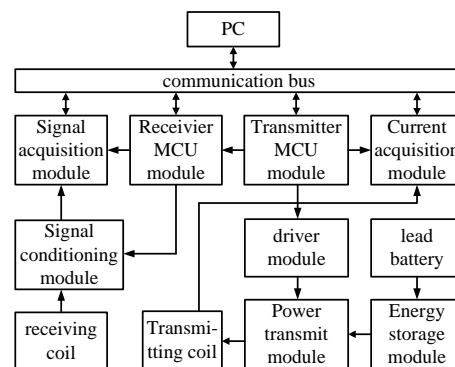 PC
communication bus
Signal
acquisition
module
Receivier
MCU
module
Transmitter
MCU
module
Current
acquisition
module
Signal
conditioning
module
driver
module
lead
battery
receiving
coil
Transmi-
tting coil
Power
transmit
module
Energy
storage
module